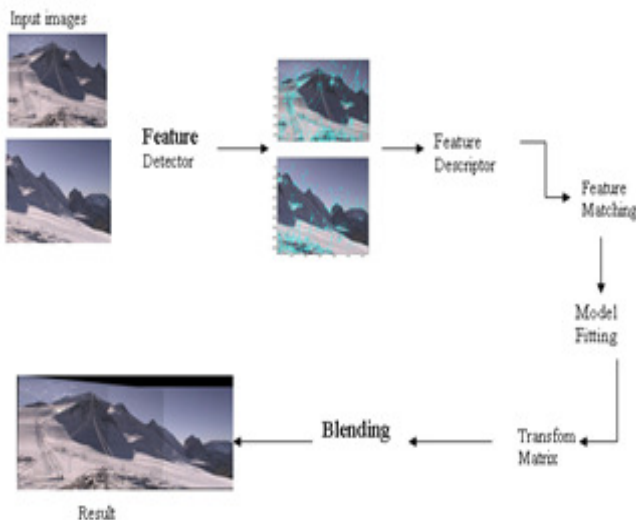 Input images
Feature
Detector
Feature
Descriptor
Feature
Matching
Model
Fitting
Transfom
Matrix
Blending
Result